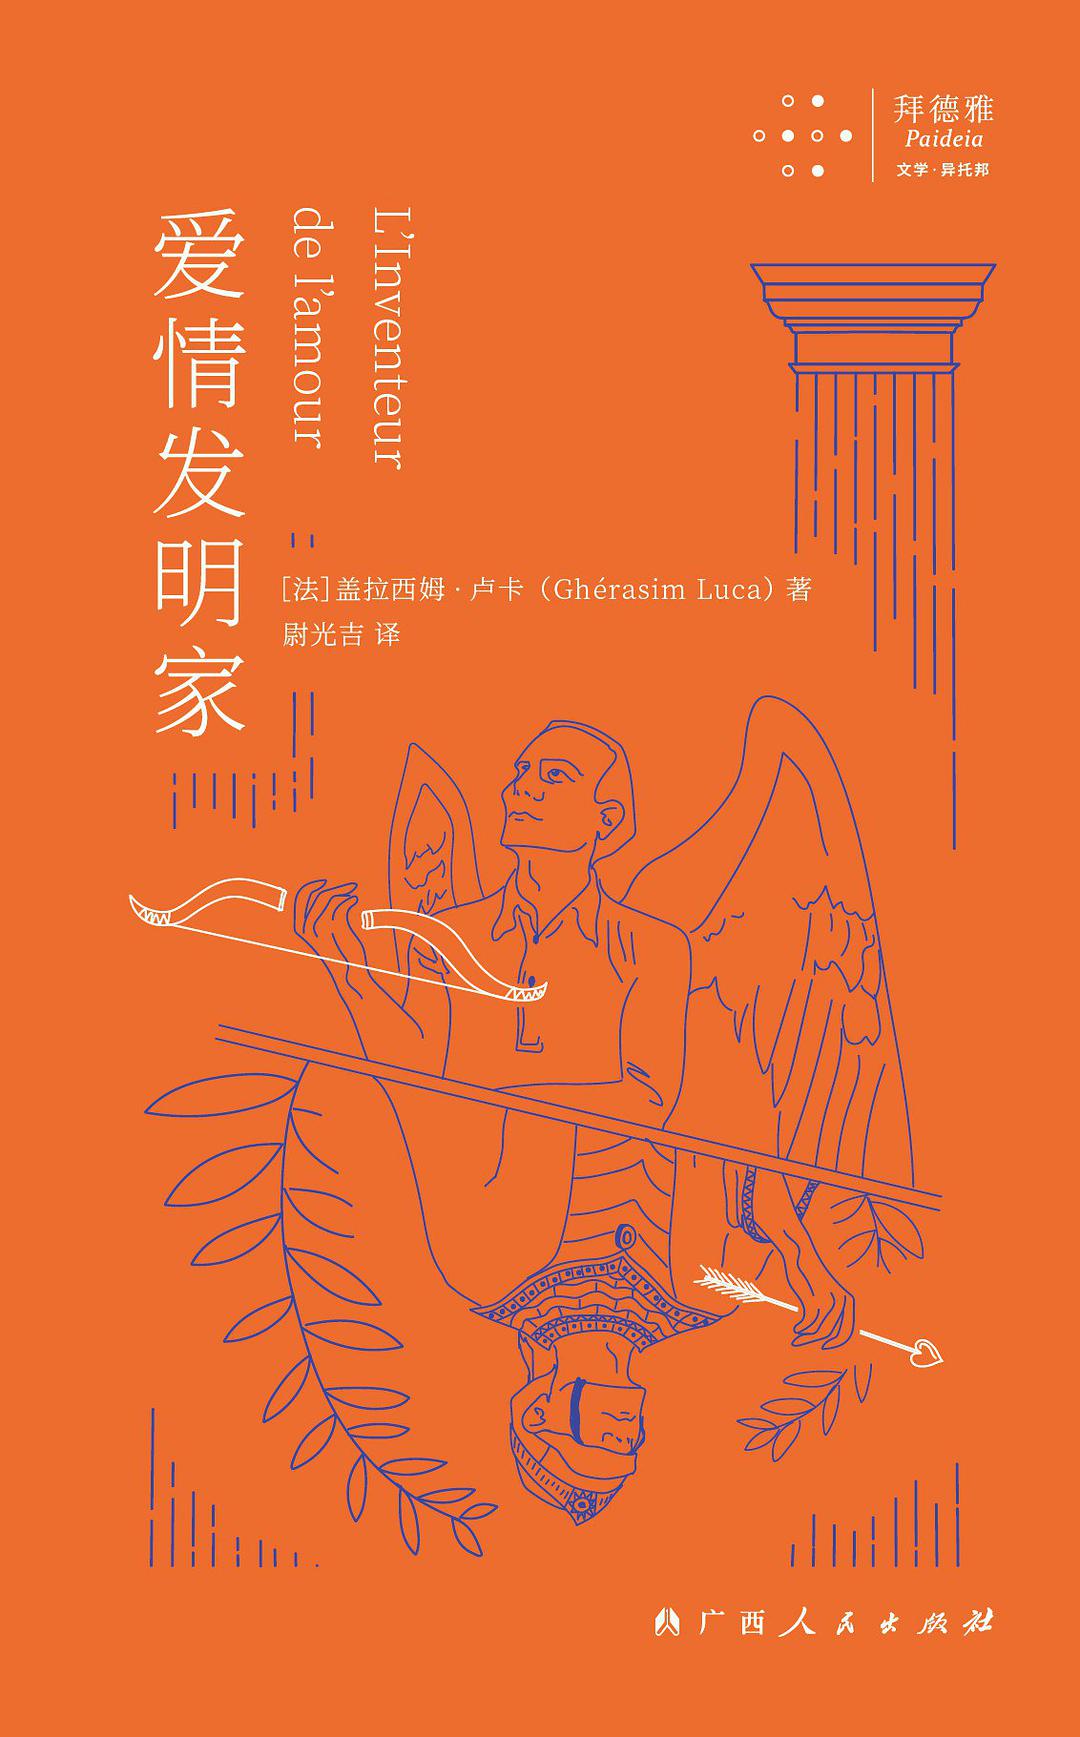 拜德雅
Paideia
文学·异托邦
爱情发明家
L'Inventeur
de l'amour
[法]盖拉西姆·卢卡（Ghérasim Luca）著
尉光吉 译
广西人民出版社